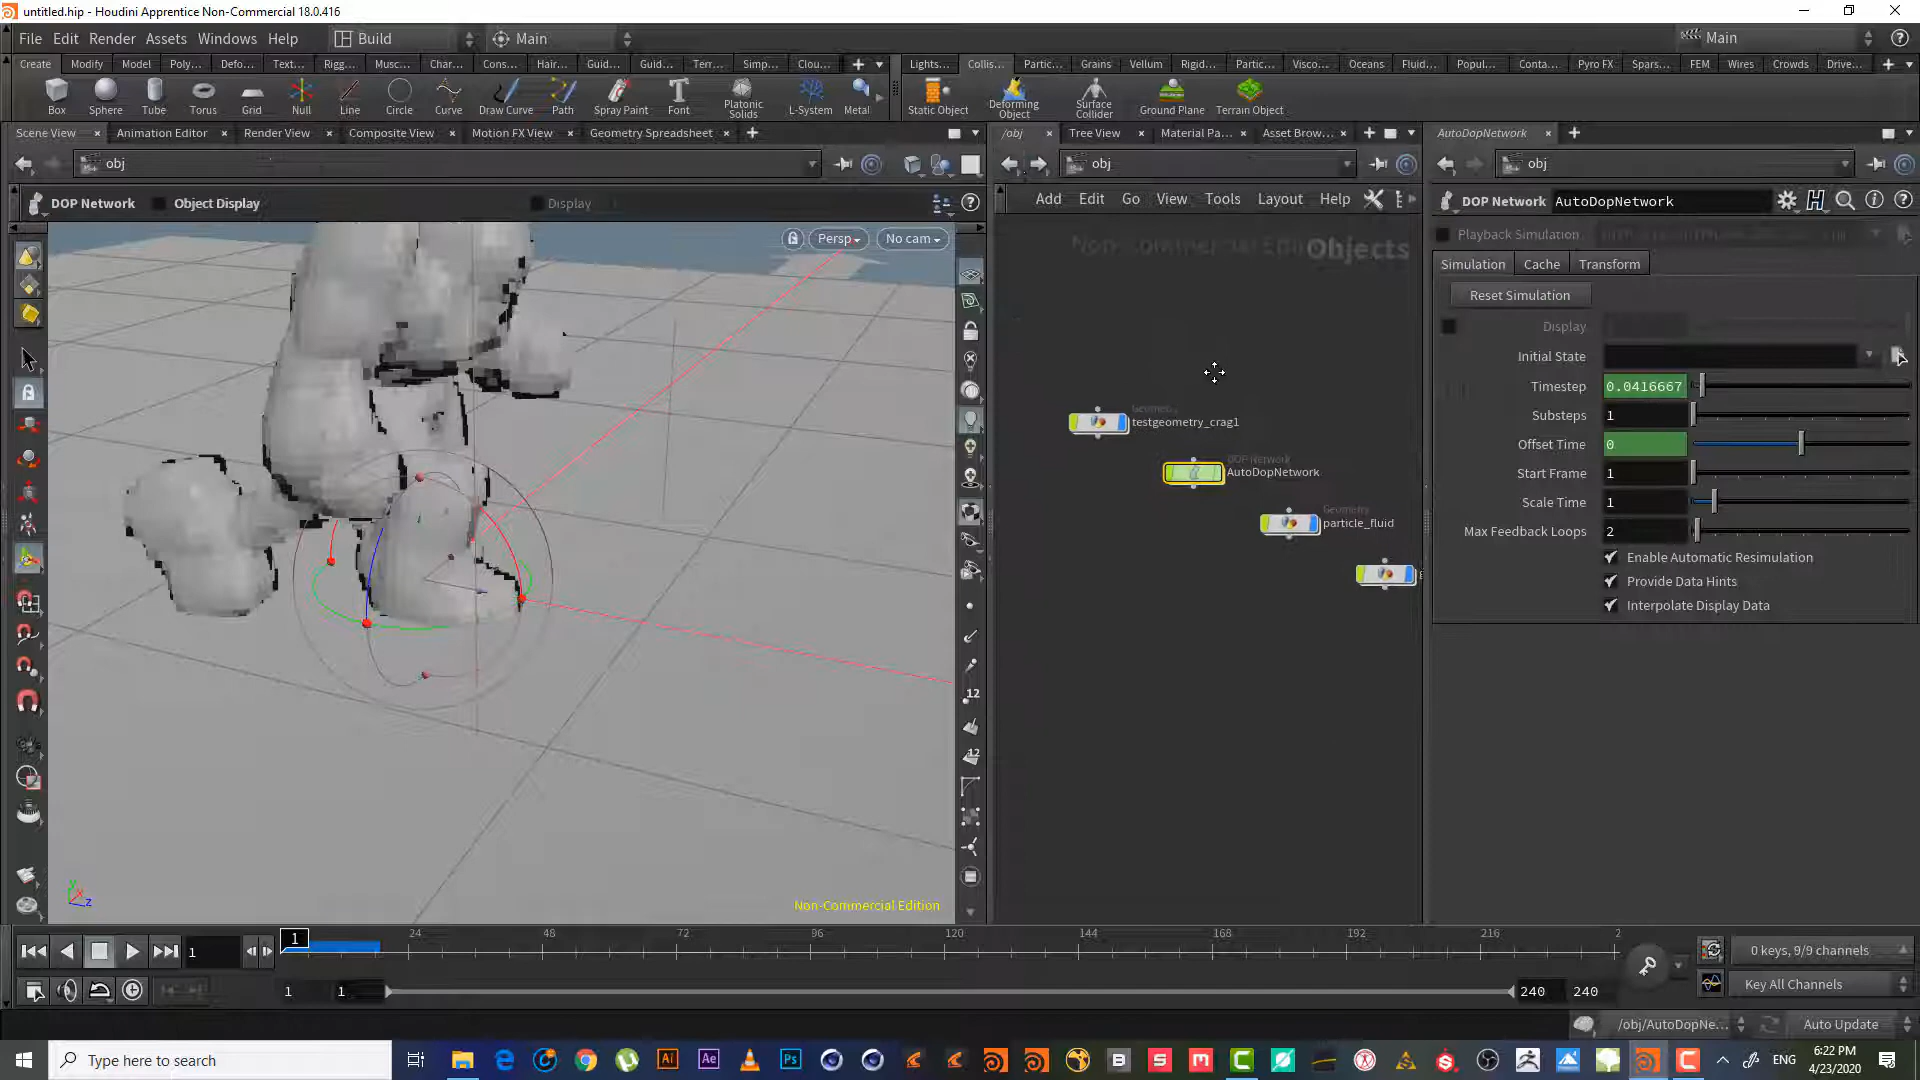 untitled.hip - Houdini Apprentice Non-Commercial 18.0.416
File Edit Render Assets Windows Help Build Main Main
Create Modify Model Poly... Defo... Text... Rigg... Musc... Char... Cons... Hair... Guid... Guid... Terr... Simp... Clou... Lights... Collis... Partic... Grains Vellum Rigid... Partic... Visco... Oceans Fluid... Popul... Conta... Pyro FX Spars... FEM Wires Crowds Drive...
Box Sphere Tube Torus Grid Null Line Circle Curve Draw Curve Path Spray Paint Font Platonic Solids L-System Metal Static Object Deforming Object Surface Collider Ground Plane Terrain Object
Scene View Animation Editor Render View Composite View Motion FX View Geometry Spreadsheet /obj Tree View Material Pa... Asset Brow... AutoDopNetwork
obj obj obj
DOP Network Object Display Display Add Edit Go View Tools Layout Help DOP Network AutoDopNetwork
Persp No cam Non-Commercial Edi Objects Playback Simulation
Simulation Cache Transform
Reset Simulation
Display
Initial State
Timestep 0.0416667
Substeps 1
Offset Time 0
Start Frame 1
Scale Time 1
Max Feedback Loops 2
Enable Automatic Resimulation
Provide Data Hints
Interpolate Display Data
Geometry
testgeometry_crag1
DOP Network
AutoDopNetwork
Geometry
particle_fluid
12
12
y x z
Non-Commercial Edition
1 1 24 48 72 96 120 144 168 192 216 2 0 keys, 9/9 channels
1 1 240 240 Key All Channels
/obj/AutoDopNe... Auto Update
Type here to search ENG 6:22 PM
4/23/2020